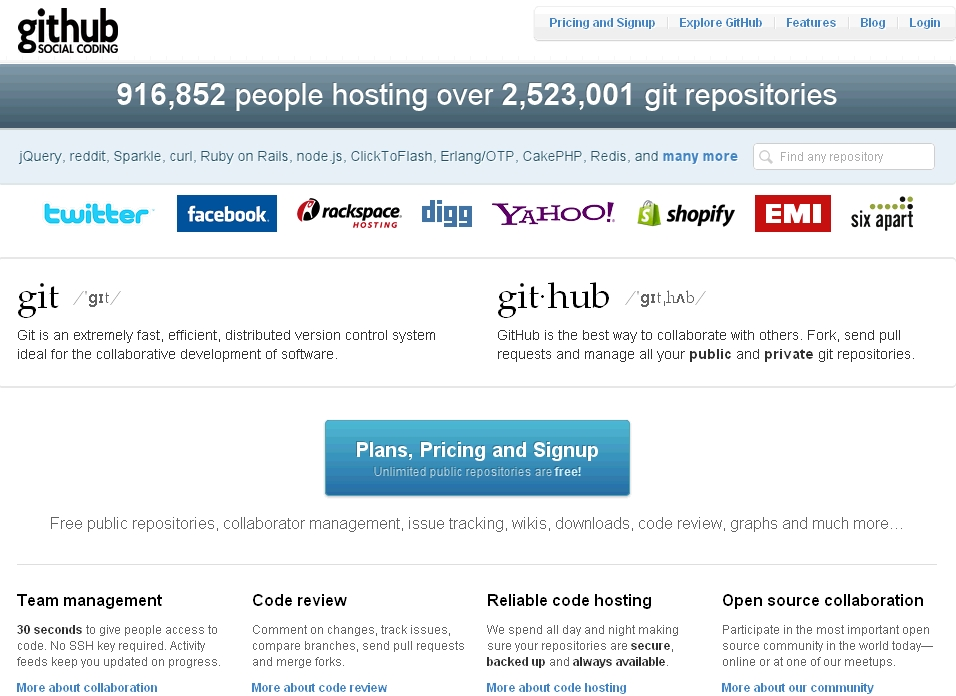 github
SOCIAL CODING
Pricing and Signup
Explore GitHub
Features
Blog
Login
916,852 people hosting over 2,523,001 git repositories
jQuery, reddit, Sparkle, curl, Ruby on Rails, node.js, ClickToFlash, Erlang/OTP, CakePHP, Redis, and many more
Find any repository
twitter
facebook
rackspace
HOSTING
digg
YAHOO!
shopify
EMI
six apart
git /ˈgɪt/
Git is an extremely fast, efficient, distributed version control system
ideal for the collaborative development of software.
git·hub /ˈgɪtˌhʌb/
GitHub is the best way to collaborate with others. Fork, send pull
requests and manage all your public and private git repositories.
Plans, Pricing and Signup
Unlimited public repositories are free!
Free public repositories, collaborator management, issue tracking, wikis, downloads, code review, graphs and much more…
Team management
30 seconds to give people access to
code. No SSH key required. Activity
feeds keep you updated on progress.
More about collaboration
Code review
Comment on changes, track issues,
compare branches, send pull requests
and merge forks.
More about code review
Reliable code hosting
We spend all day and night making
sure your repositories are secure,
backed up and always available.
More about code hosting
Open source collaboration
Participate in the most important open
source community in the world today—
online or at one of our meetups.
More about our community